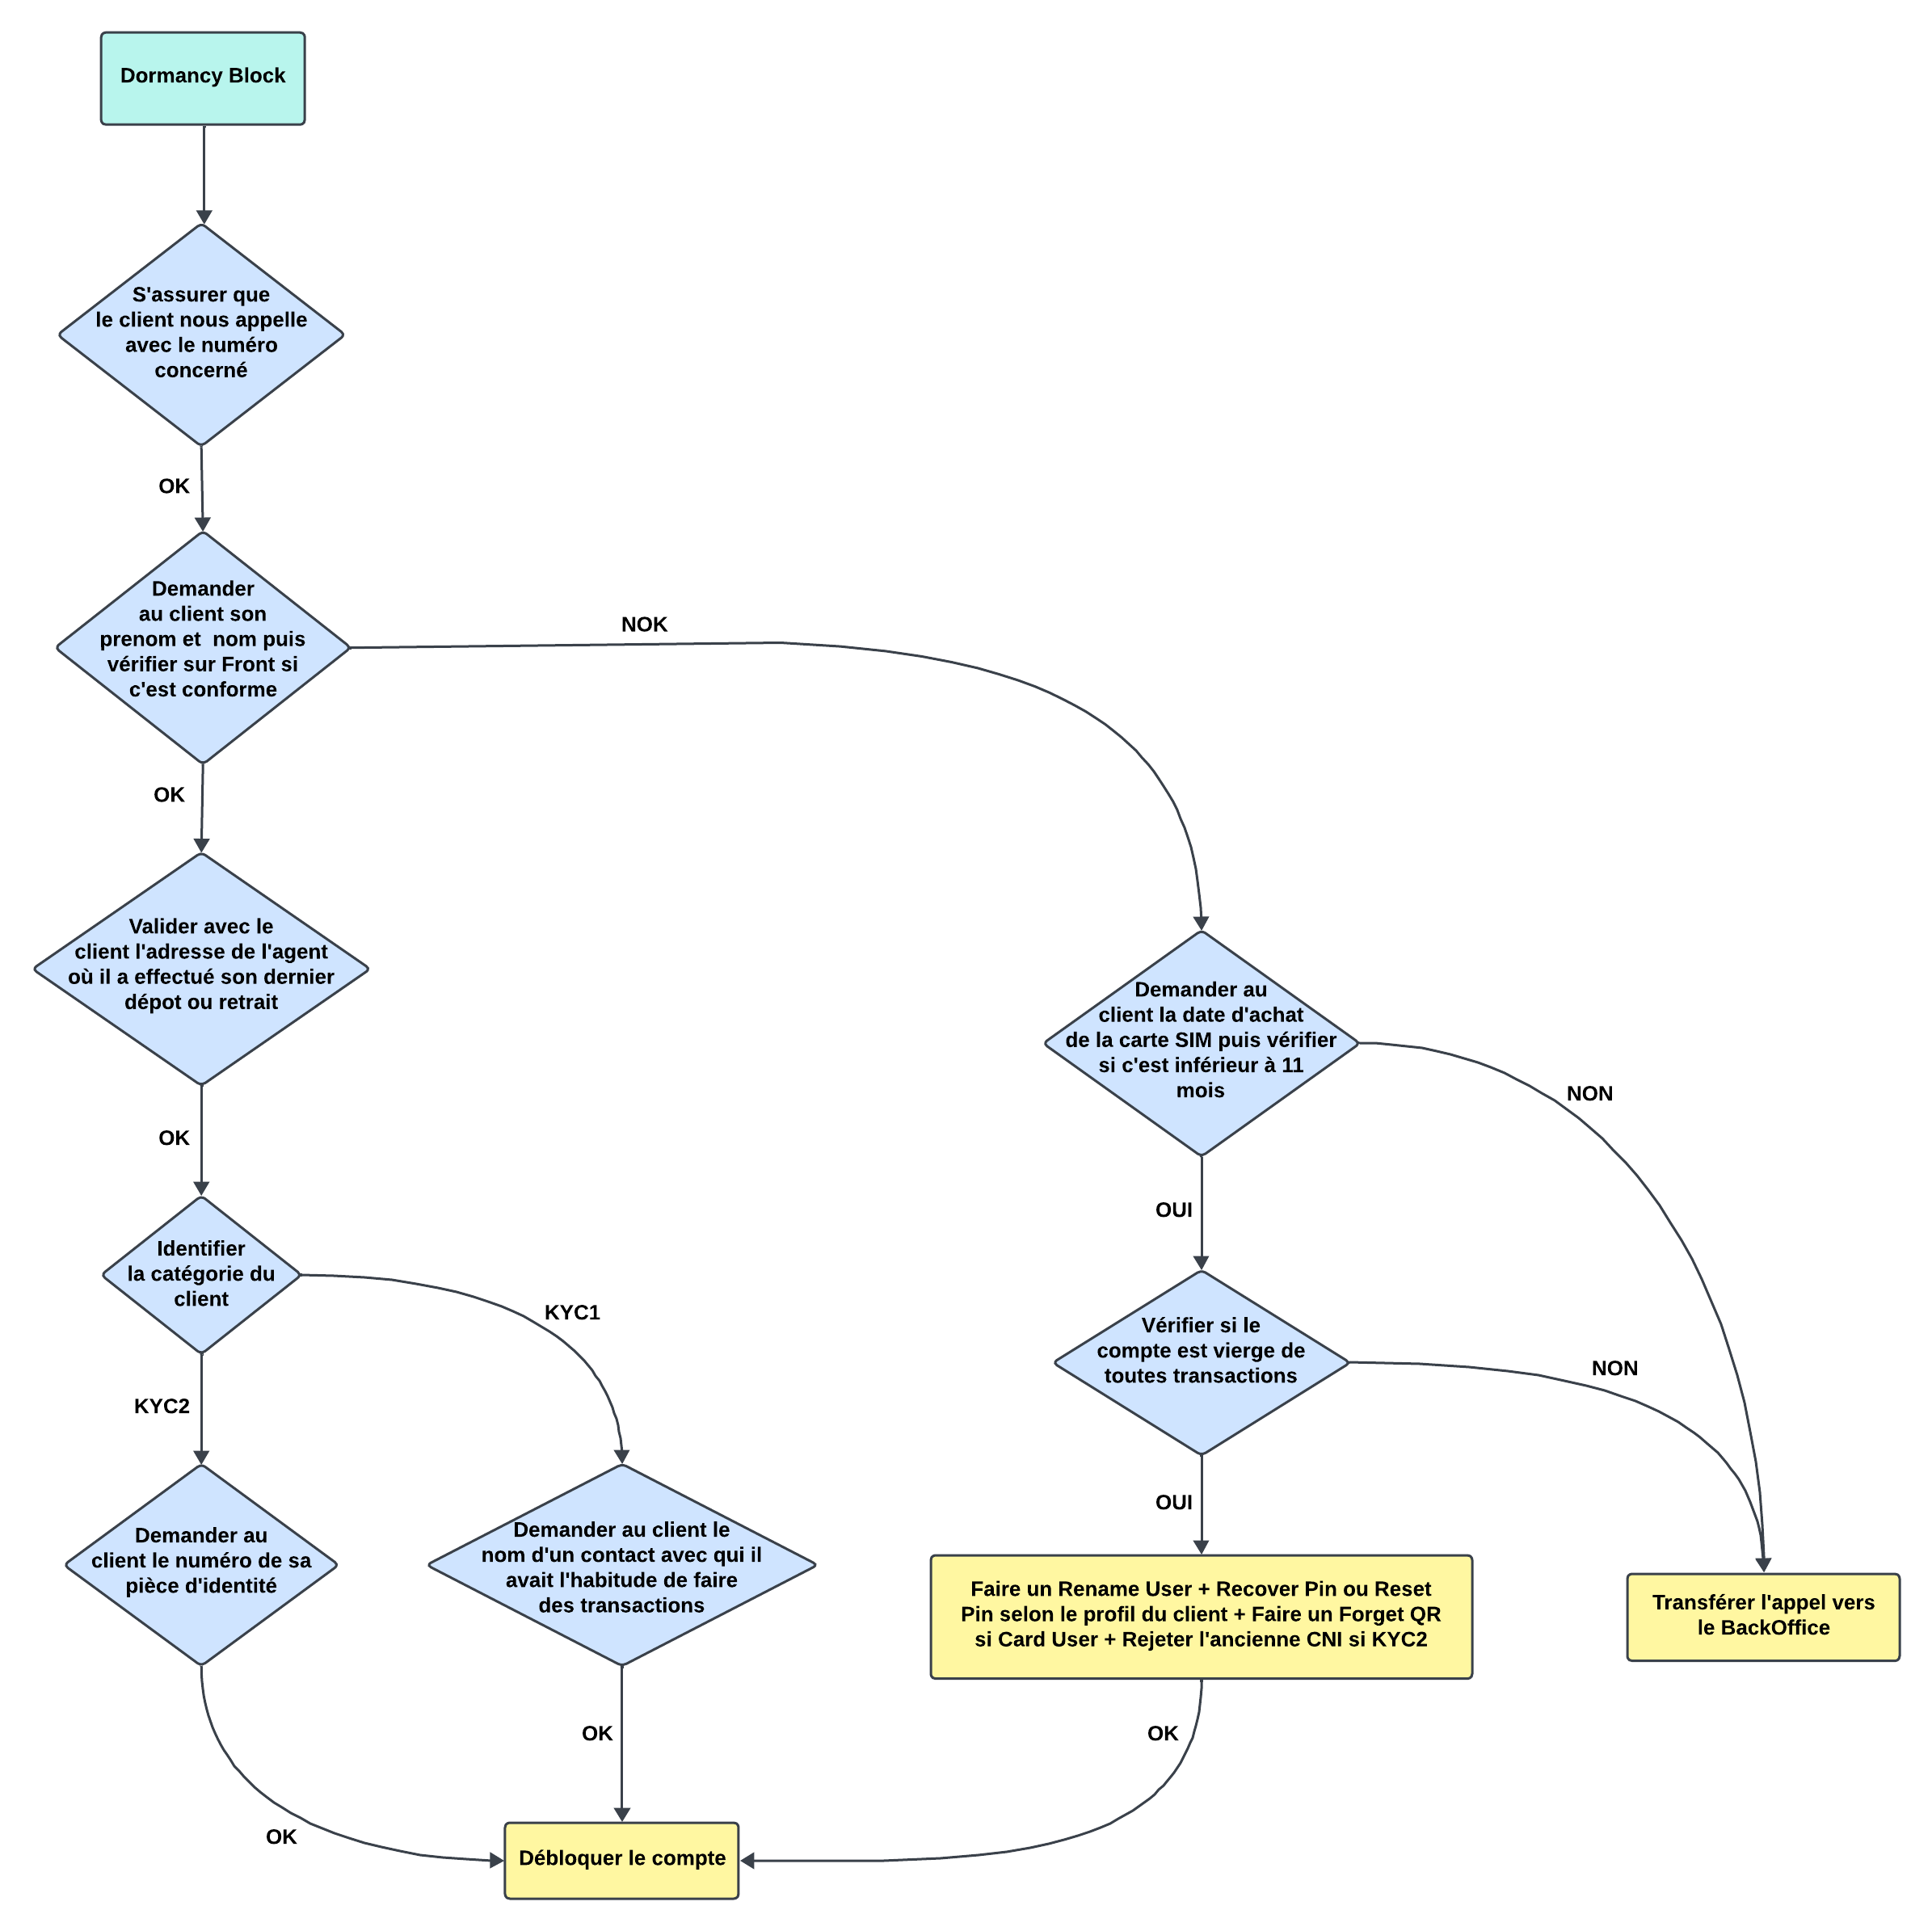 Dormancy Block
S'assurer que
le client nous appelle
avec le numéro
concerné
OK
Demander
au client son
prenom et  nom puis
vérifier sur Front si
c'est conforme
NOK
OK
Valider avec le
client l'adresse de l'agent
où il a effectué son dernier
dépot ou retrait
OK
Identifier
la catégorie du
client
KYC1
KYC2
Demander au
client le numéro de sa
pièce d'identité
OK
Demander au client le
nom d'un contact avec qui il
avait l'habitude de faire
des transactions
OK
Demander au
client la date d'achat
de la carte SIM puis vérifier
si c'est inférieur à 11
mois
NON
OUI
Vérifier si le
compte est vierge de
toutes transactions
NON
OUI
Faire un Rename User + Recover Pin ou Reset
Pin selon le profil du client + Faire un Forget QR
si Card User + Rejeter l'ancienne CNI si KYC2
Transférer l'appel vers
le BackOffice
OK
Débloquer le compte